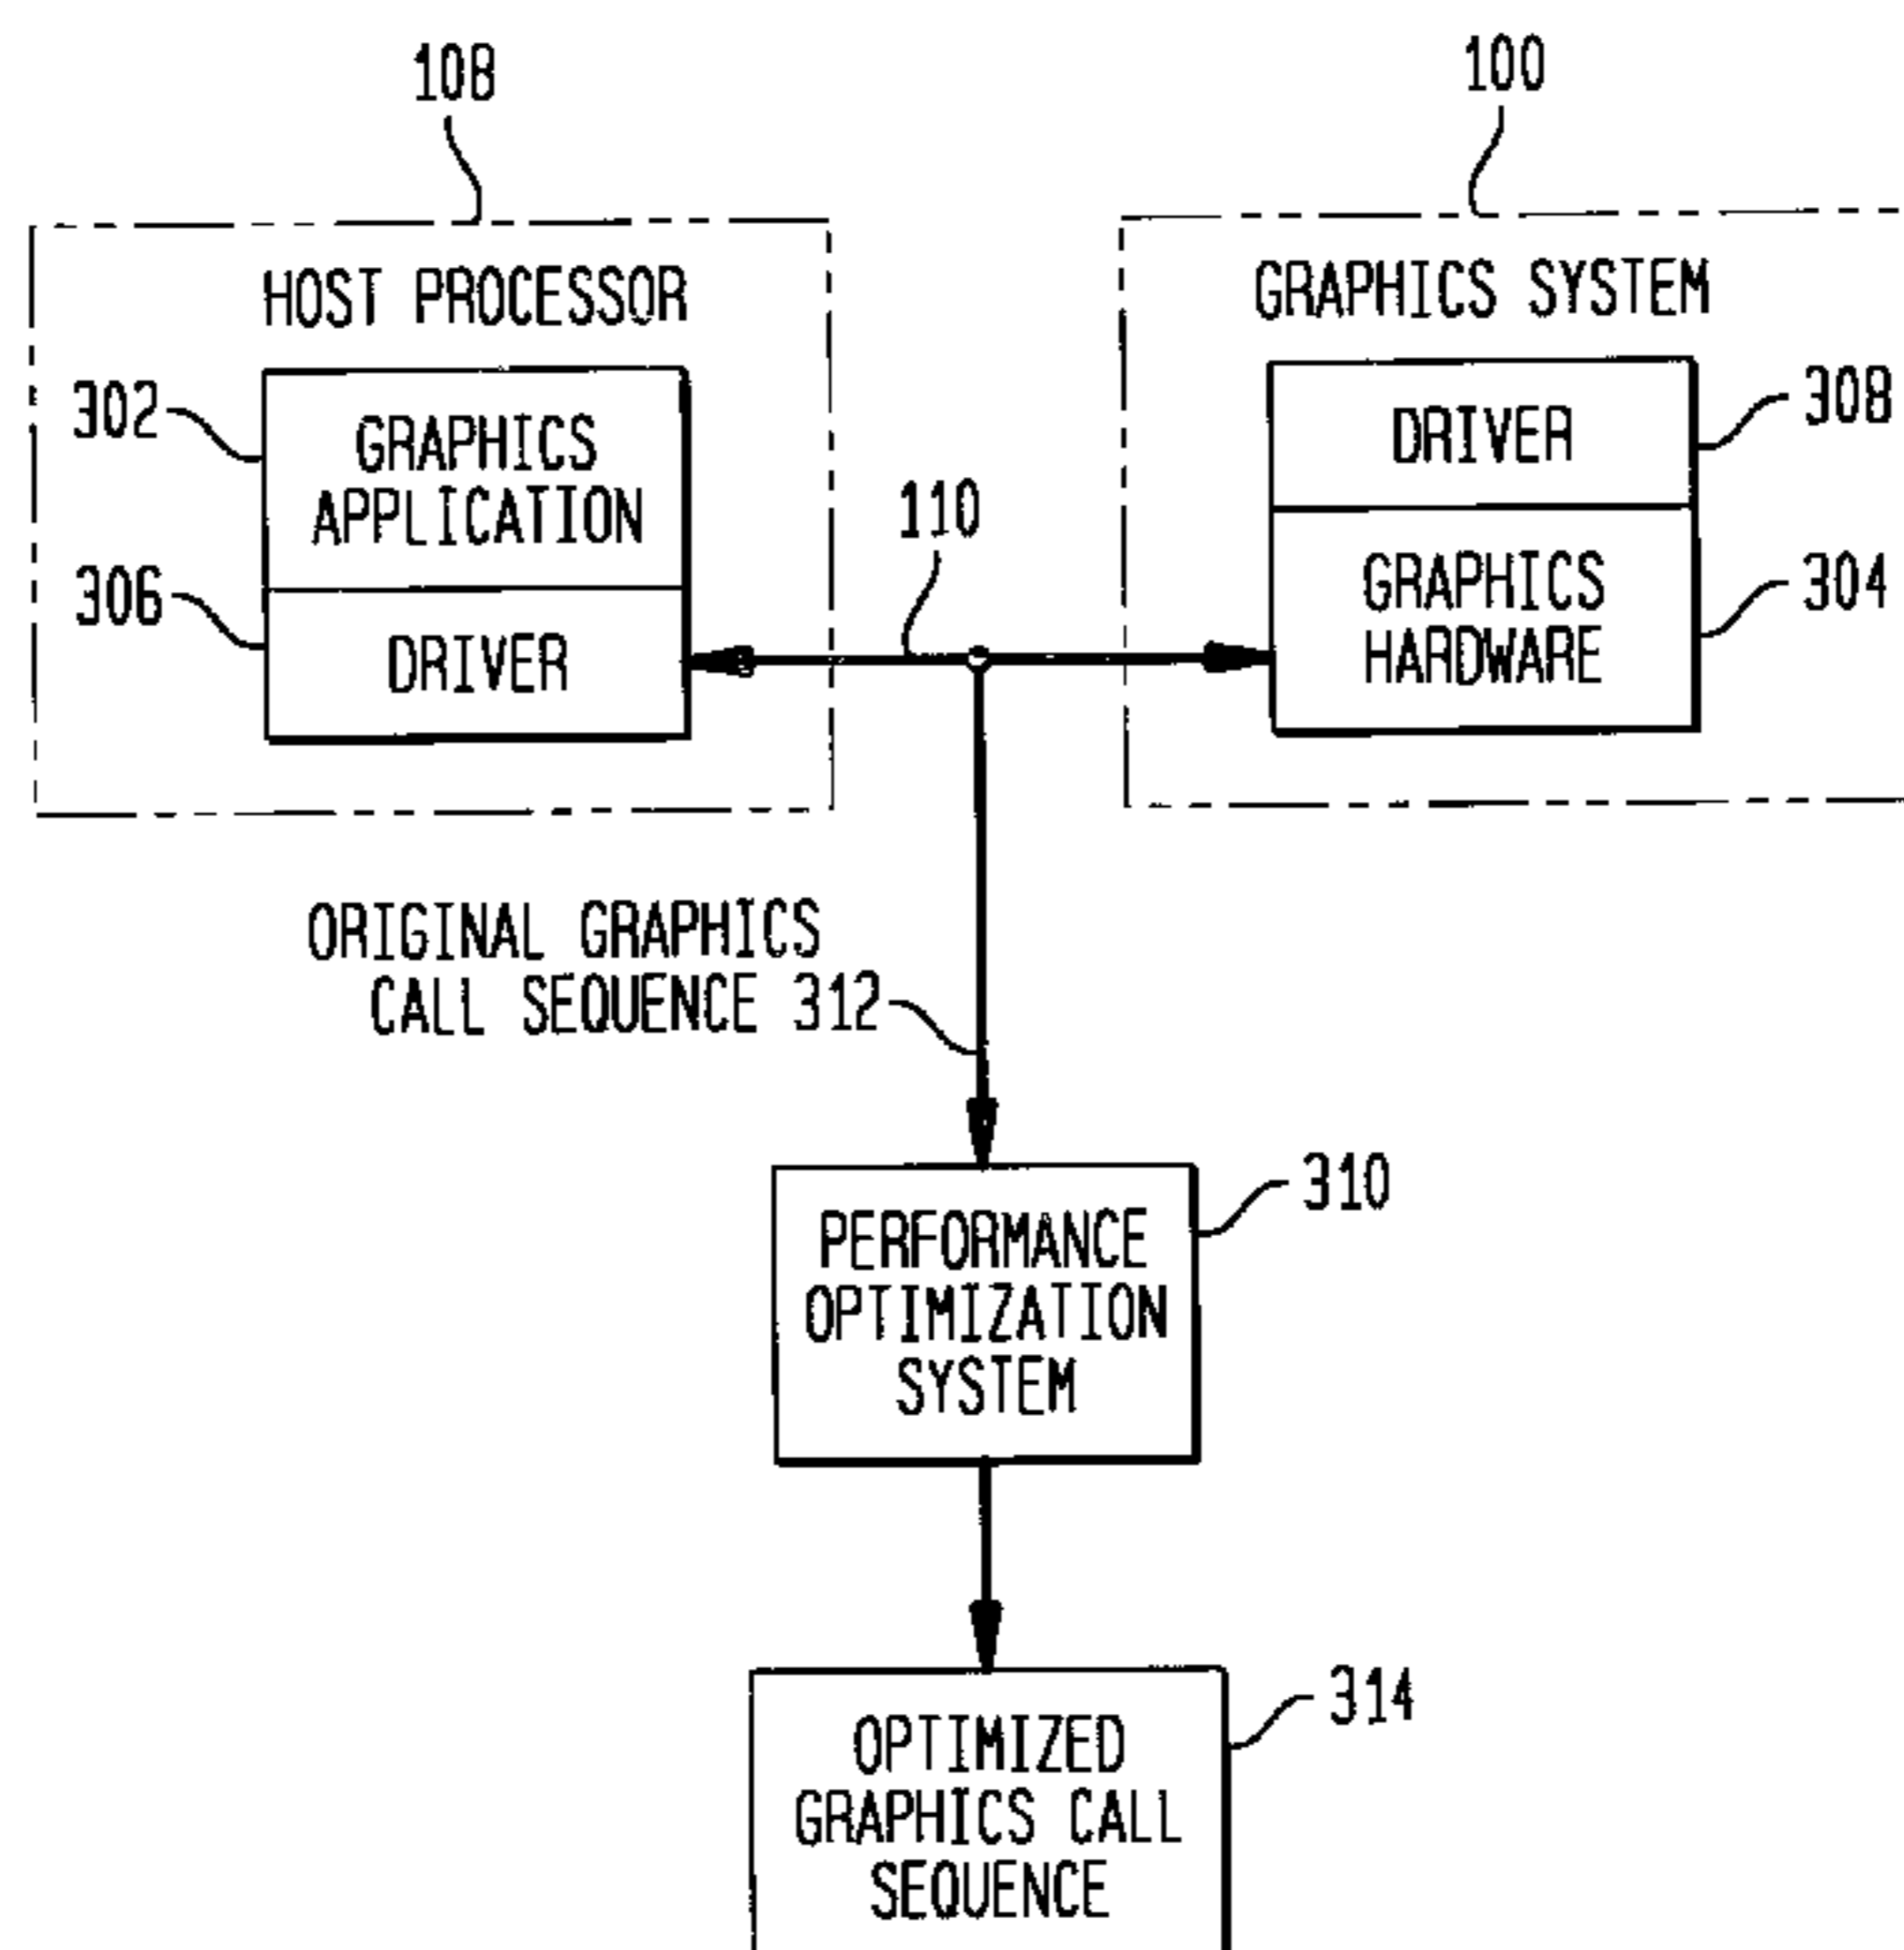 108
100
HOST PROCESSOR
GRAPHICS SYSTEM
302
GRAPHICS
APPLICATION
306
DRIVER
110
DRIVER
308
GRAPHICS
HARDWARE
304
ORIGINAL GRAPHICS
CALL SEQUENCE 312
310
PERFORMANCE
OPTIMIZATION
SYSTEM
314
OPTIMIZED
GRAPHICS CALL
SEQUENCE